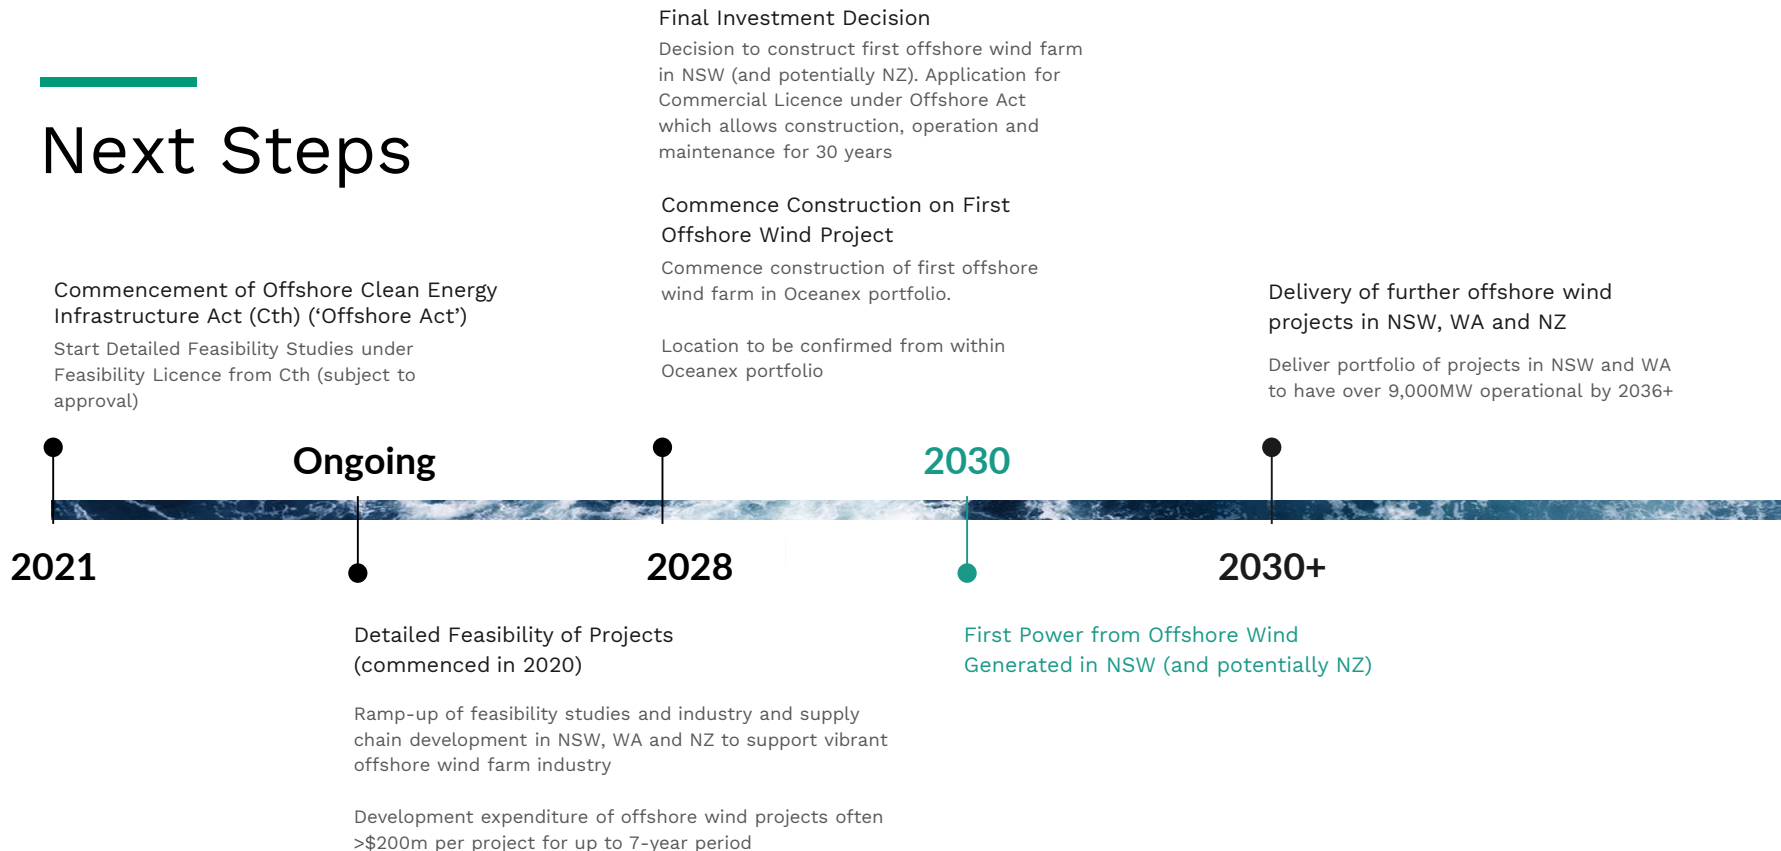 Next Steps
Final Investment Decision
Decision to construct first offshore wind farm
in NSW (and potentially NZ). Application for
Commercial Licence under Offshore Act
which allows construction, operation and
maintenance for 30 years
Commence Construction on First
Offshore Wind Project
Commence construction of first offshore
wind farm in Oceanex portfolio.
Location to be confirmed from within
Oceanex portfolio
Commencement of Offshore Clean Energy
Infrastructure Act (Cth) (‘Offshore Act’)
Start Detailed Feasibility Studies under
Feasibility Licence from Cth (subject to
approval)
Delivery of further offshore wind
projects in NSW, WA and NZ
Deliver portfolio of projects in NSW and WA
to have over 9,000MW operational by 2036+
Ongoing
2030
2021
2028
2030+
Detailed Feasibility of Projects
(commenced in 2020)
Ramp-up of feasibility studies and industry and supply
chain development in NSW, WA and NZ to support vibrant
offshore wind farm industry
Development expenditure of offshore wind projects often
>$200m per project for up to 7-year period
First Power from Offshore Wind
Generated in NSW (and potentially NZ)